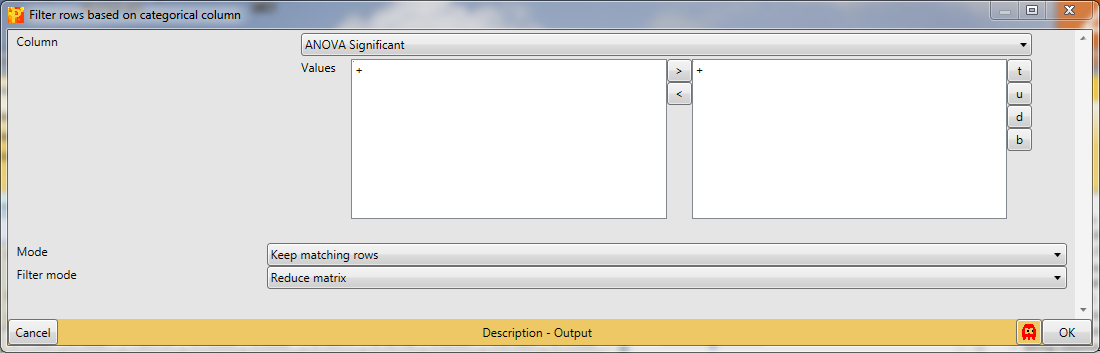 Filter rows based on categorical column
Column
ANOVA Significant
Values
+
>
+
t
<
u
d
b
Mode
Keep matching rows
Filter mode
Reduce matrix
Cancel
Description - Output
OK